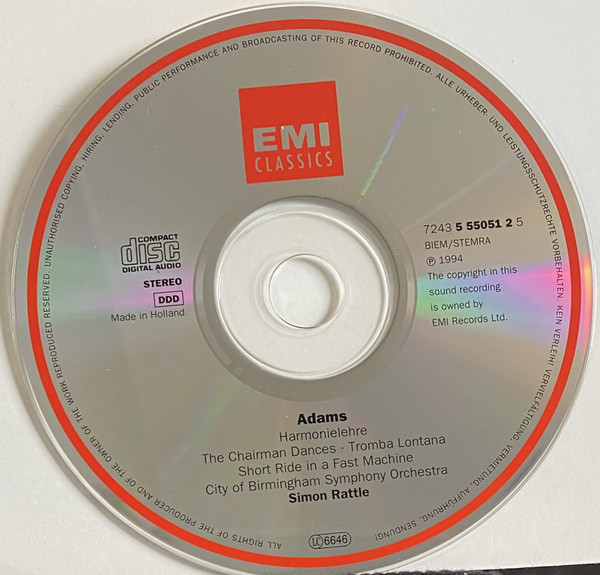 ALL RIGHTS OF THE PRODUCER AND OF THE OWNER OF THE WORK REPRODUCED RESERVED. UNAUTHORISED COPYING, HIRING, LENDING, PUBLIC PERFORMANCE AND BROADCASTING OF THIS RECORD PROHIBITED. ALLE URHEBER- UND LEISTUNGSSCHUTZRECHTE VORBEHALTEN. KEIN VERLEIH! VERVIELFÄLTIGUNG, VERMIETUNG, AUFFÜHRUNG, SENDUNG!
EMI
CLASSICS
COMPACT
disc
DIGITAL AUDIO
STEREO
DDD
Made in Holland
7243 5 55051 2 5
BIEM/STEMRA
℗ 1994
The copyright in this
sound recording
is owned by
EMI Records Ltd.
Adams
Harmonielehre
The Chairman Dances - Tromba Lontana
Short Ride in a Fast Machine
City of Birmingham Symphony Orchestra
Simon Rattle
LC 6646